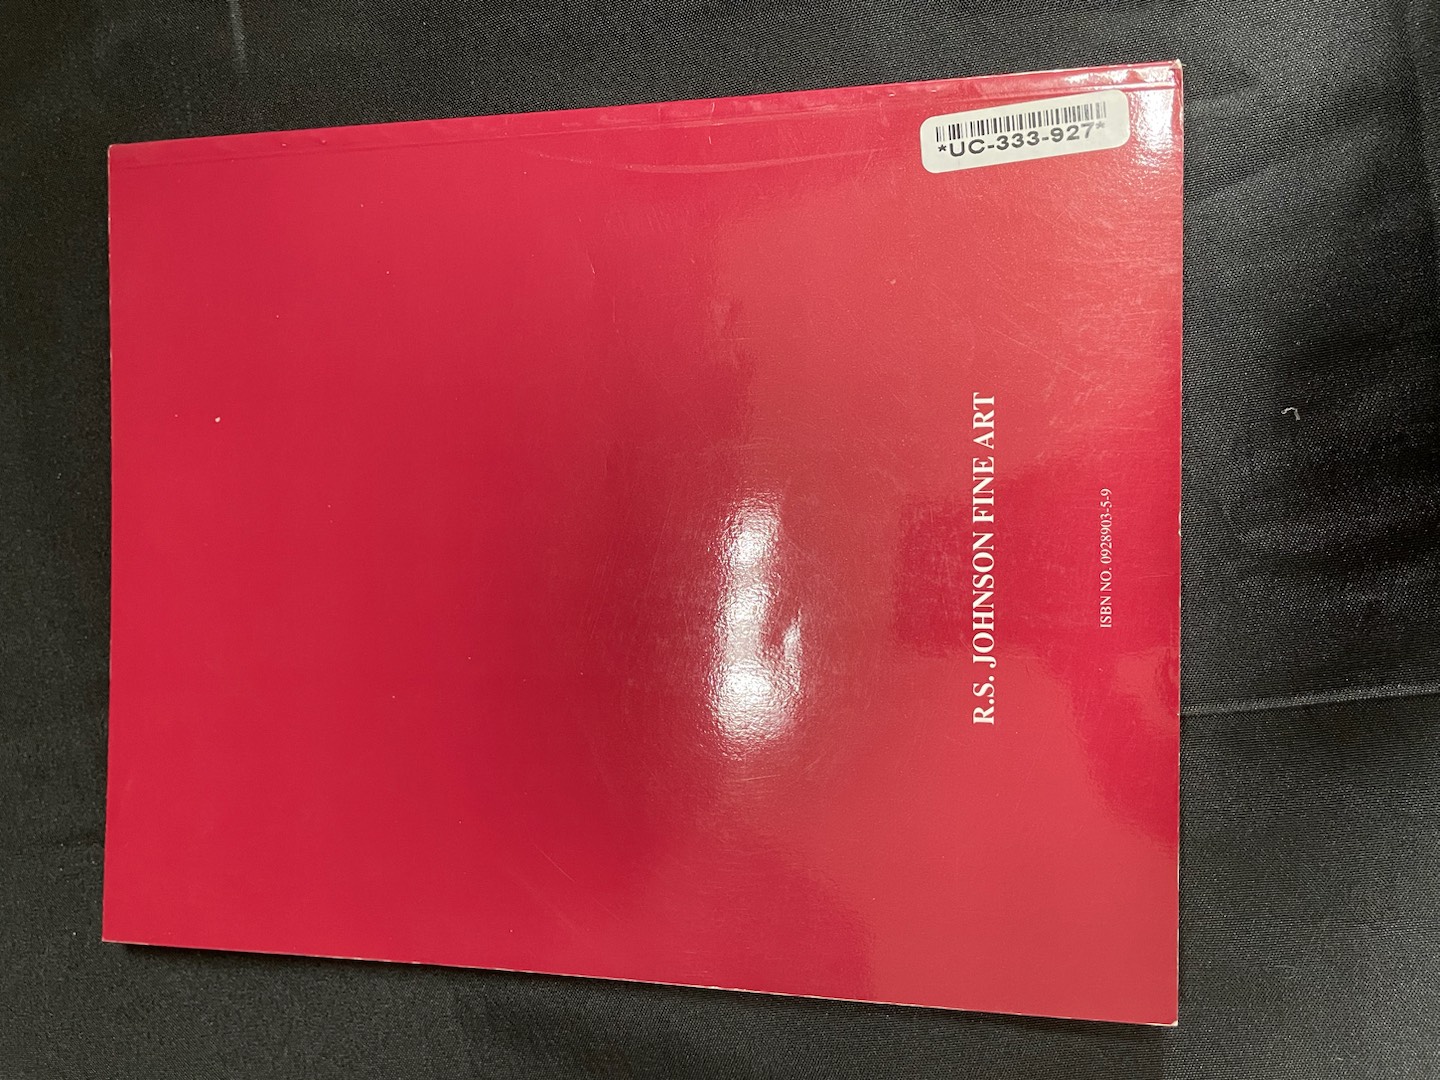 *UC-333-927*
R.S. JOHNSON FINE ART
ISBN NO. 0928903-5-9